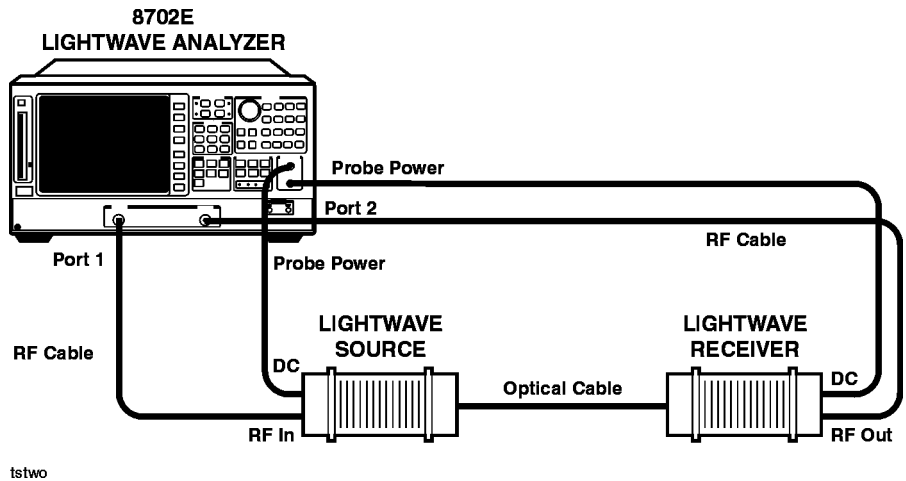 8702E
LIGHTWAVE ANALYZER
Probe Power
Port 2
RF Cable
Port 1
Probe Power
RF Cable
LIGHTWAVE
SOURCE
LIGHTWAVE
RECEIVER
DC
Optical Cable
DC
RF In
RF Out
tstwo